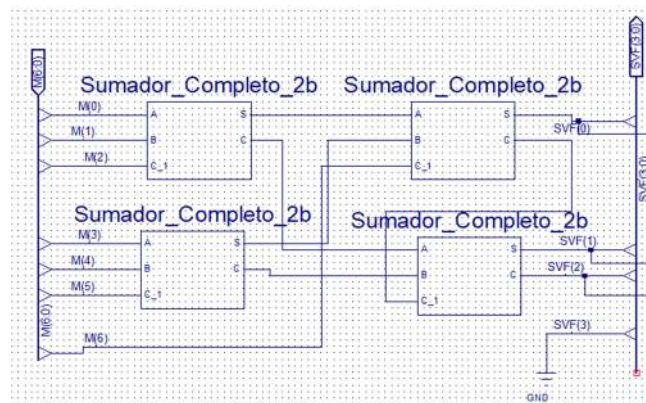 M(6:0)
SVF(3:0)
Sumador_Completo_2b
Sumador_Completo_2b
M(0)
A
S
A
S
M(1)
B
B
SVF(0)
M(2)
C
C
C_1
C_1
SVF(3:0)
Sumador_Completo_2b
Sumador_Completo_2b
M(3)
A
S
A
S
SVF(1)
M(4)
B
C
B
C
SVF(2)
M(5)
C_1
C_1
M(6:0)
M(6)
SVF(3)
GND